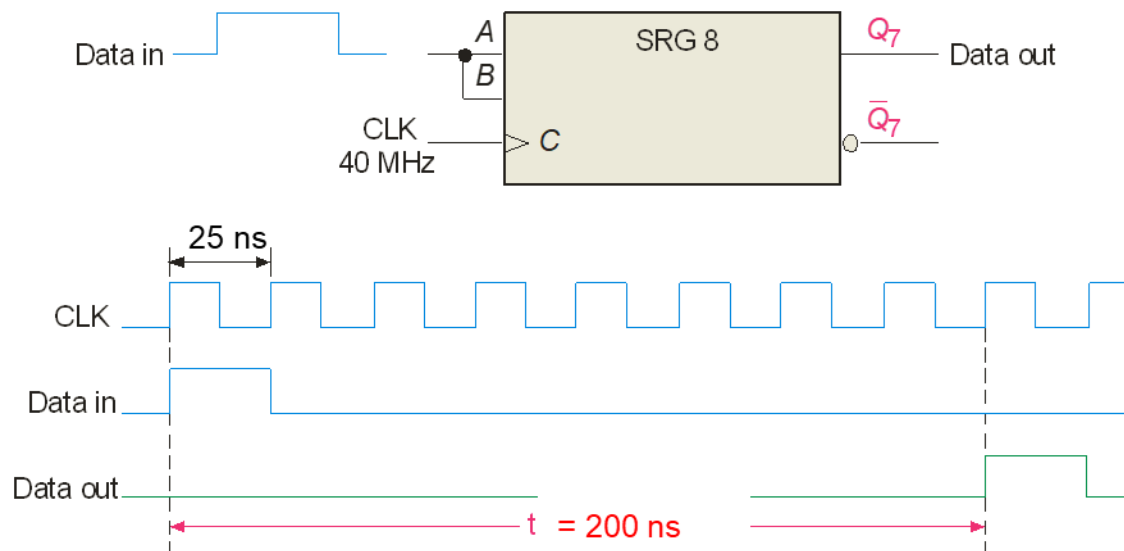 SRG 8
Data in
A
B
CLK
40 MHz
C
Q7
Data out
Q̅7
25 ns
CLK
Data in
Data out
t = 200 ns